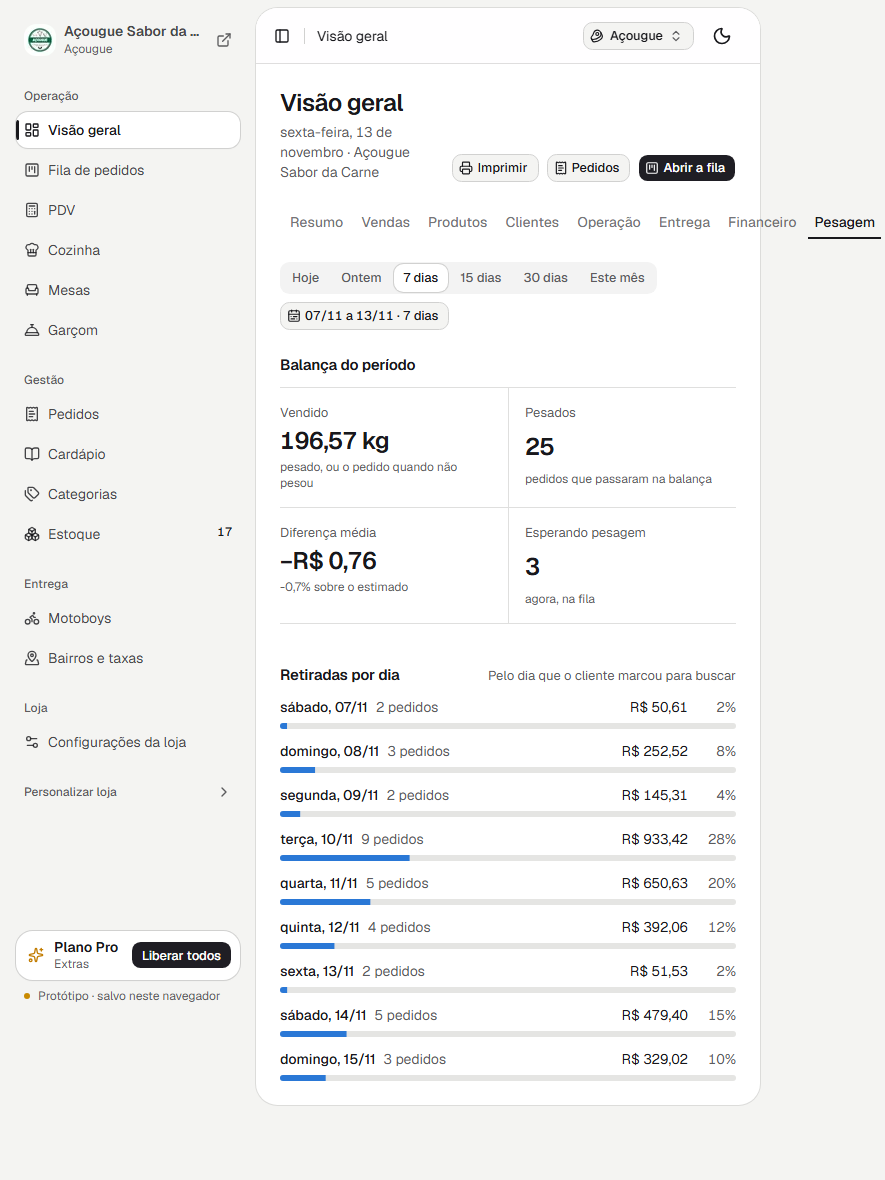 Açougue Sabor da ...
Açougue
Operação
Visão geral
Fila de pedidos
PDV
Cozinha
Mesas
Garçom
Gestão
Pedidos
Cardápio
Categorias
Estoque 17
Entrega
Motoboys
Bairros e taxas
Loja
Configurações da loja
Personalizar loja
Plano Pro
Extras
Liberar todos
Protótipo · salvo neste navegador
Visão geral
Açougue
Visão geral
sexta-feira, 13 de
novembro · Açougue
Sabor da Carne
Imprimir
Pedidos
Abrir a fila
Resumo Vendas Produtos Clientes Operação Entrega Financeiro Pesagem
Hoje Ontem 7 dias 15 dias 30 dias Este mês
07/11 a 13/11 · 7 dias
Balança do período
Vendido
196,57 kg
pesado, ou o pedido quando não
pesou
Pesados
25
pedidos que passaram na balança
Diferença média
−R$ 0,76
-0,7% sobre o estimado
Esperando pesagem
3
agora, na fila
Retiradas por dia
Pelo dia que o cliente marcou para buscar
sábado, 07/11 2 pedidos R$ 50,61 2%
domingo, 08/11 3 pedidos R$ 252,52 8%
segunda, 09/11 2 pedidos R$ 145,31 4%
terça, 10/11 9 pedidos R$ 933,42 28%
quarta, 11/11 5 pedidos R$ 650,63 20%
quinta, 12/11 4 pedidos R$ 392,06 12%
sexta, 13/11 2 pedidos R$ 51,53 2%
sábado, 14/11 5 pedidos R$ 479,40 15%
domingo, 15/11 3 pedidos R$ 329,02 10%